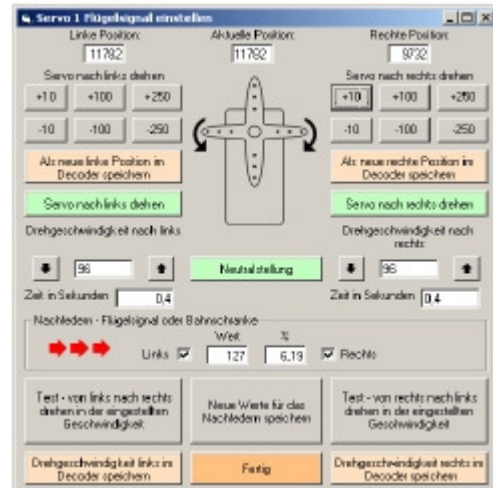 Servo 1 Flügelsignal einstellen
Linke Position:
Aktuelle Position:
Rechte Position:
11782
11782
9732
Servo nach links drehen
Servo nach rechts drehen
+10 +100 +250
+10 +100 +250
-10 -100 -250
-10 -100 -250
Als neue linke Position im
Decoder speichern
Als neue rechte Position im
Decoder speichern
Servo nach links drehen
Servo nach rechts drehen
Drehgeschwindigkeit nach links
Drehgeschwindigkeit nach
rechts
96
Neutralstellung
96
Zeit in Sekunden 0,4
Zeit in Sekunden 0,4
Nachfedern - Flügelsignal oder Bahnschranke
Wert %
Links 127 6,19 Rechts
Test - von links nach rechts
drehen in der eingestellten
Geschwindigkeit
Neue Werte für das
Nachfedern speichern
Test - von rechts nach links
drehen in der eingestellten
Geschwindigkeit
Drehgeschwindigkeit links im
Decoder speichern
Fertig
Drehgeschwindigkeit rechts im
Decoder speichern